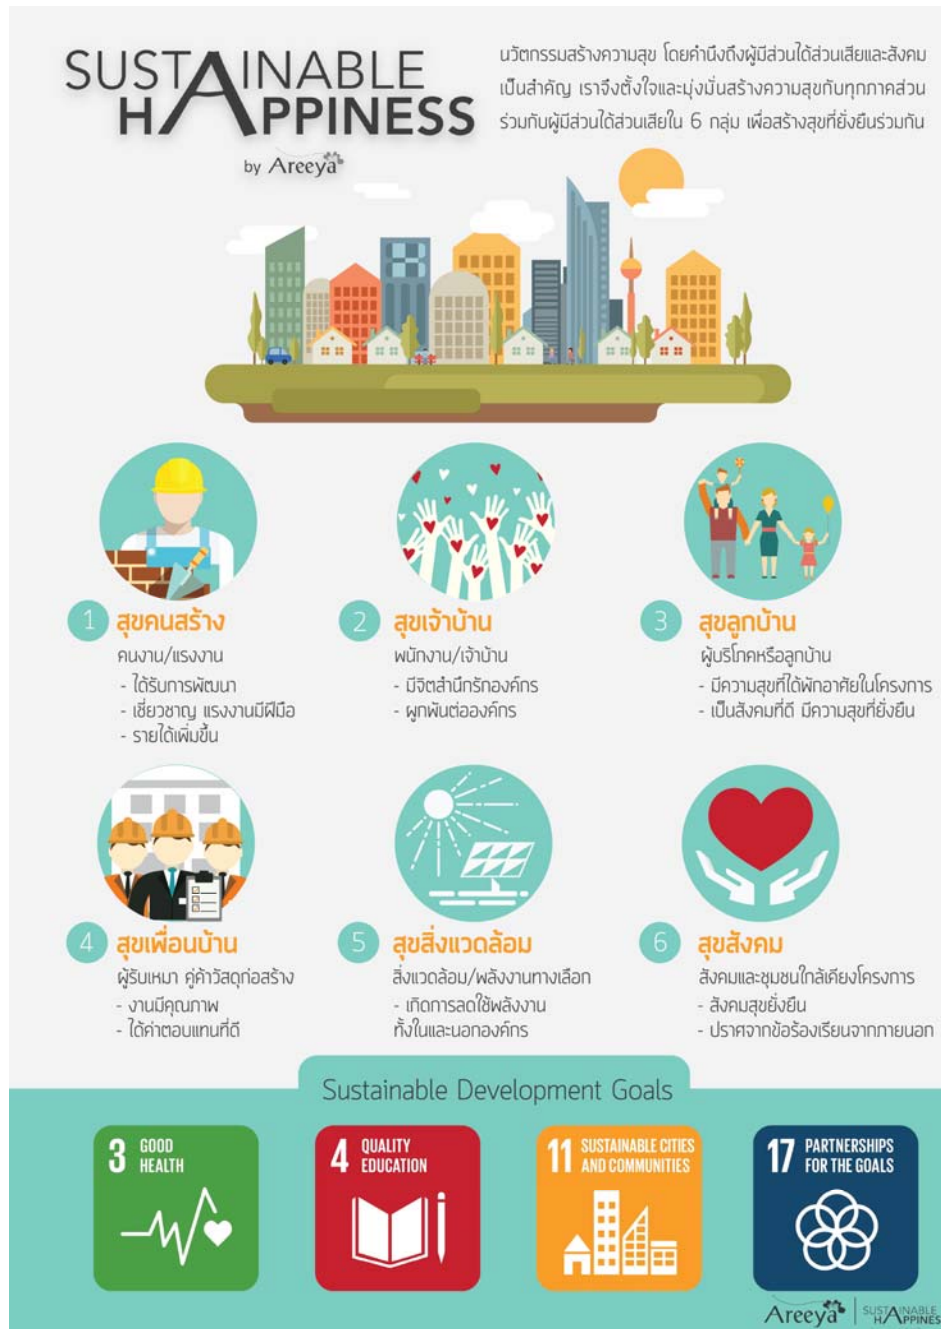 SUSTAINABLE
HAPPINESS
by Areeya
นวัตกรรมสร้างความสุข โดยคำนึงถึงผู้มีส่วนได้ส่วนเสียและสังคม
เป็นสำคัญ เราจึงตั้งใจและมุ่งมั่นสร้างความสุขกับทุกภาคส่วน
ร่วมกับผู้มีส่วนได้ส่วนเสียใน 6 กลุ่ม เพื่อสร้างสุขที่ยั่งยืนร่วมกัน
1 สุขคนสร้าง
คนงาน/แรงงาน
- ได้รับการพัฒนา
- เชี่ยวชาญ แรงงานมีฝีมือ
- รายได้เพิ่มขึ้น
2 สุขเจ้าบ้าน
พนักงาน/เจ้าบ้าน
- มีจิตสำนึกรักองค์กร
- ผูกพันต่อองค์กร
3 สุขลูกบ้าน
ผู้บริโภคหรือลูกบ้าน
- มีความสุขที่ได้พักอาศัยในโครงการ
- เป็นสังคมที่ดี มีความสุขที่ยั่งยืน
4 สุขเพื่อนบ้าน
ผู้รับเหมา คู่ค้าวัสดุก่อสร้าง
- งานมีคุณภาพ
- ได้ค่าตอบแทนที่ดี
5 สุขสิ่งแวดล้อม
สิ่งแวดล้อม/พลังงานทางเลือก
- เกิดการลดใช้พลังงาน
ทั้งในและนอกองค์กร
6 สุขสังคม
สังคมและชุมชนใกล้เคียงโครงการ
- สังคมสุขยั่งยืน
- ปราศจากข้อร้องเรียนจากภายนอก
Sustainable Development Goals
3 GOOD
HEALTH
4 QUALITY
EDUCATION
11 SUSTAINABLE CITIES
AND COMMUNITIES
17 PARTNERSHIPS
FOR THE GOALS
Areeya
SUSTAINABLE
HAPPINES